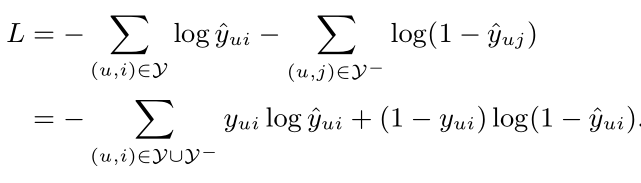 L = − ∑_{(u,i)∈𝒴} log ŷ_{ui} − ∑_{(u,j)∈𝒴⁻} log(1 − ŷ_{uj})
= − ∑_{(u,i)∈𝒴∪𝒴⁻} y_{ui} log ŷ_{ui} + (1 − y_{ui}) log(1 − ŷ_{ui}).